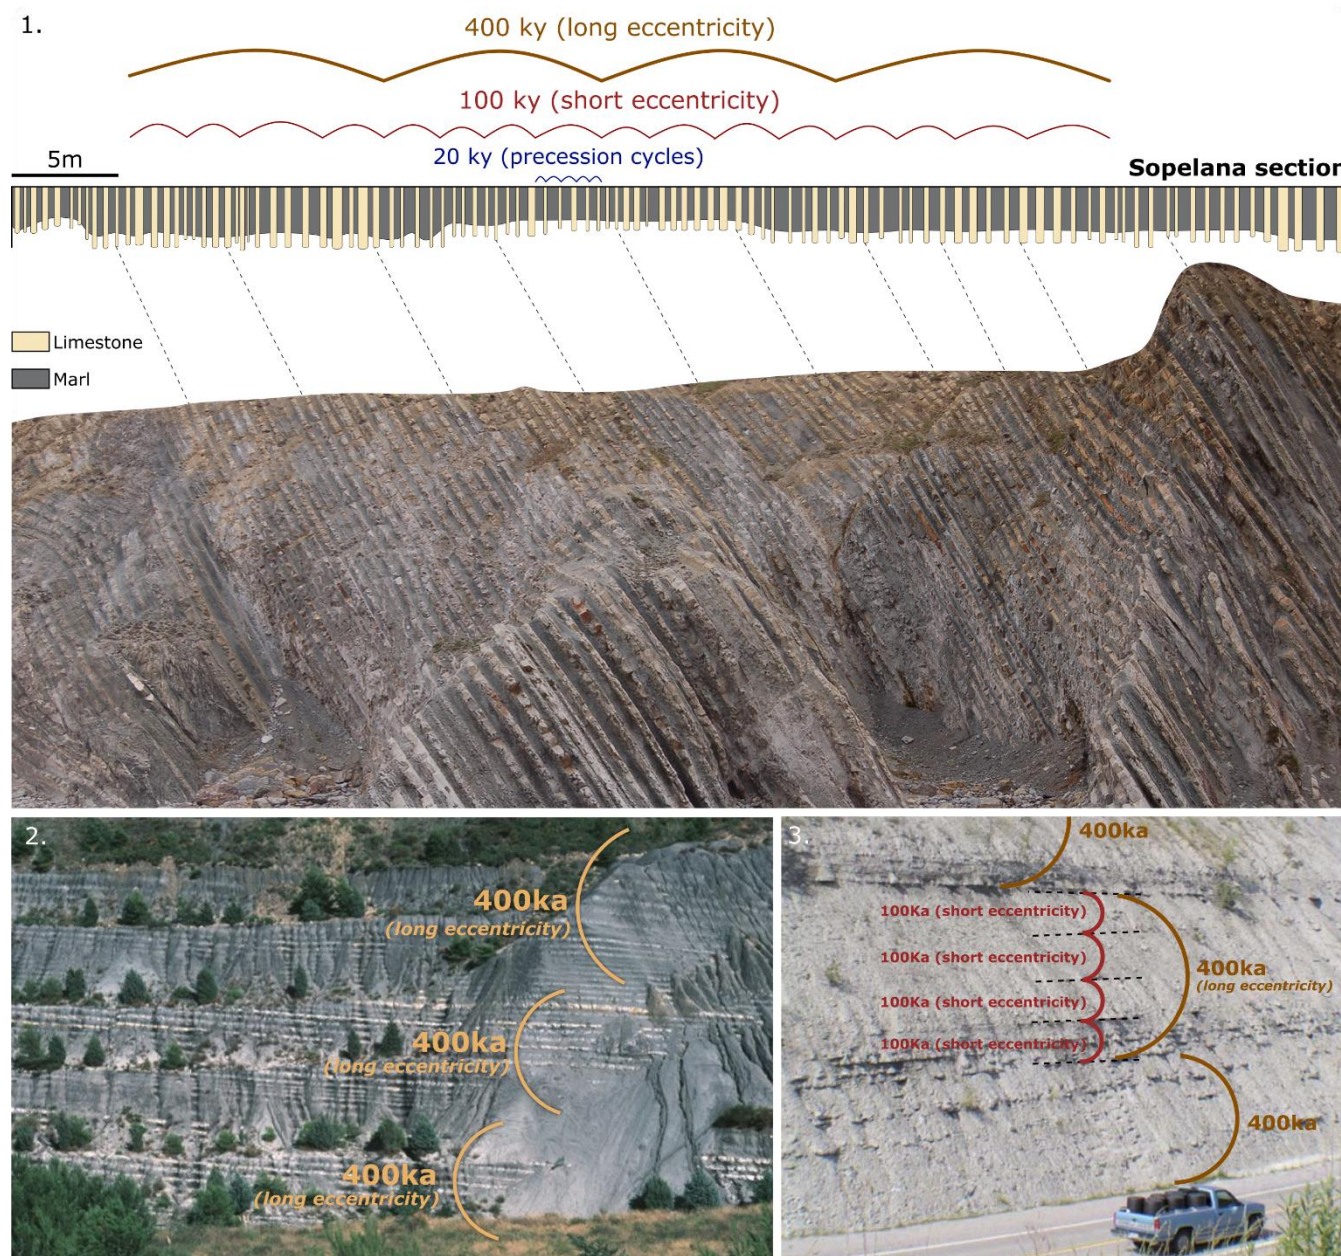 1.
400 ky (long eccentricity)
100 ky (short eccentricity)
5m
20 ky (precession cycles)
Sopelana section
Limestone
Marl
2.
400ka
(long eccentricity)
400ka
(long eccentricity)
400ka
(long eccentricity)
3.
400ka
100Ka (short eccentricity)
100Ka (short eccentricity)
400ka
(long eccentricity)
100Ka (short eccentricity)
100Ka (short eccentricity)
400ka